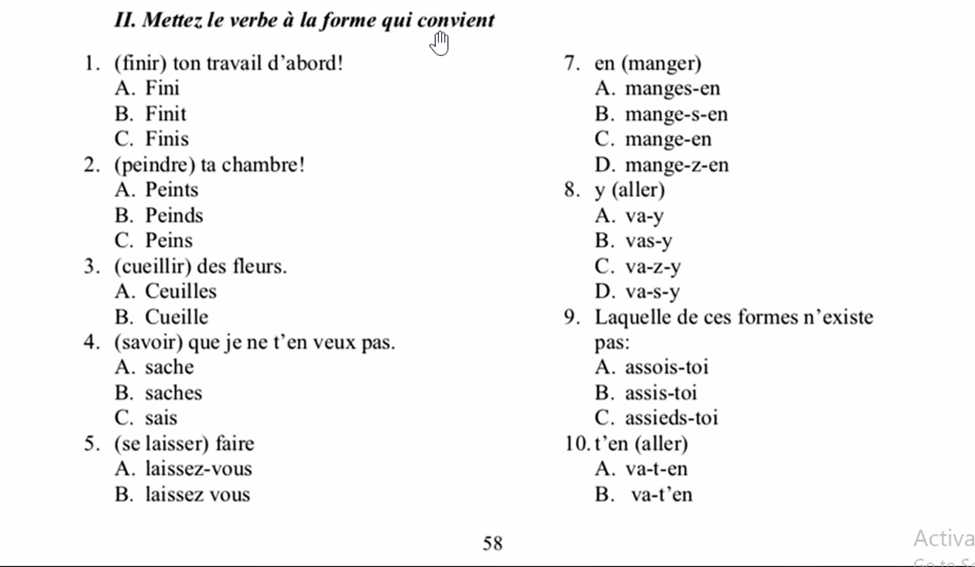 II. Mettez le verbe à la forme qui convient
1. (finir) ton travail d’abord!
A. Fini
B. Finit
C. Finis
2. (peindre) ta chambre!
A. Peints
B. Peinds
C. Peins
3. (cueillir) des fleurs.
A. Ceuilles
B. Cueille
4. (savoir) que je ne t’en veux pas.
A. sache
B. saches
C. sais
5. (se laisser) faire
A. laissez-vous
B. laissez vous
7. en (manger)
A. manges-en
B. mange-s-en
C. mange-en
D. mange-z-en
8. y (aller)
A. va-y
B. vas-y
C. va-z-y
D. va-s-y
9. Laquelle de ces formes n’existe
pas:
A. assois-toi
B. assis-toi
C. assieds-toi
10. t’en (aller)
A. va-t-en
B. va-t’en
58
Activa